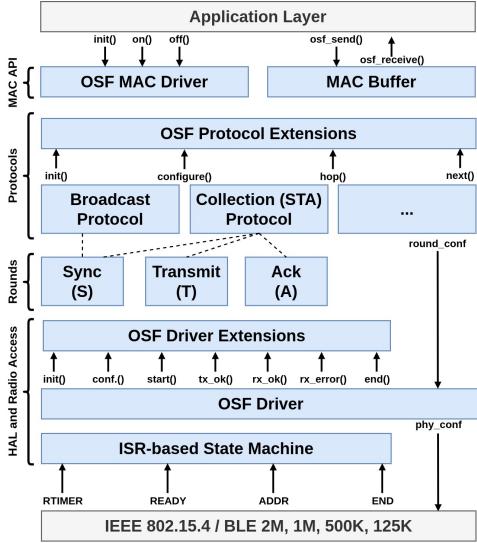 Application Layer
init() on() off() osf_send()
osf_receive()
MAC API
OSF MAC Driver MAC Buffer
Protocols
OSF Protocol Extensions
init() configure() hop() next()
Broadcast
Protocol
Collection (STA)
Protocol
...
round_conf
Rounds
Sync
(S)
Transmit
(T)
Ack
(A)
HAL and Radio Access
OSF Driver Extensions
init() conf.() start() tx_ok() rx_ok() rx_error() end()
OSF Driver
phy_conf
ISR-based State Machine
RTIMER READY ADDR END
IEEE 802.15.4 / BLE 2M, 1M, 500K, 125K